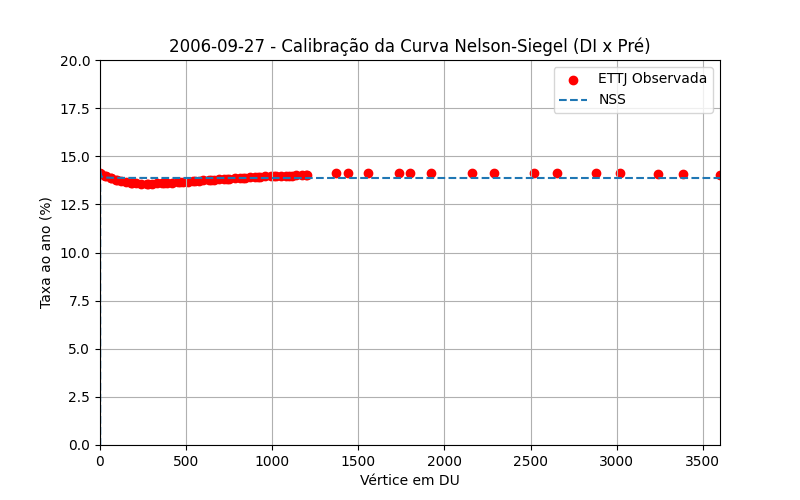 2006-09-27 - Calibração da Curva Nelson-Siegel (DI x Pré)
20.0
17.5
15.0
12.5
10.0
7.5
5.0
2.5
0.0
Taxa ao ano (%)
ETTJ Observada
NSS
0 500 1000 1500 2000 2500 3000 3500
Vértice em DU